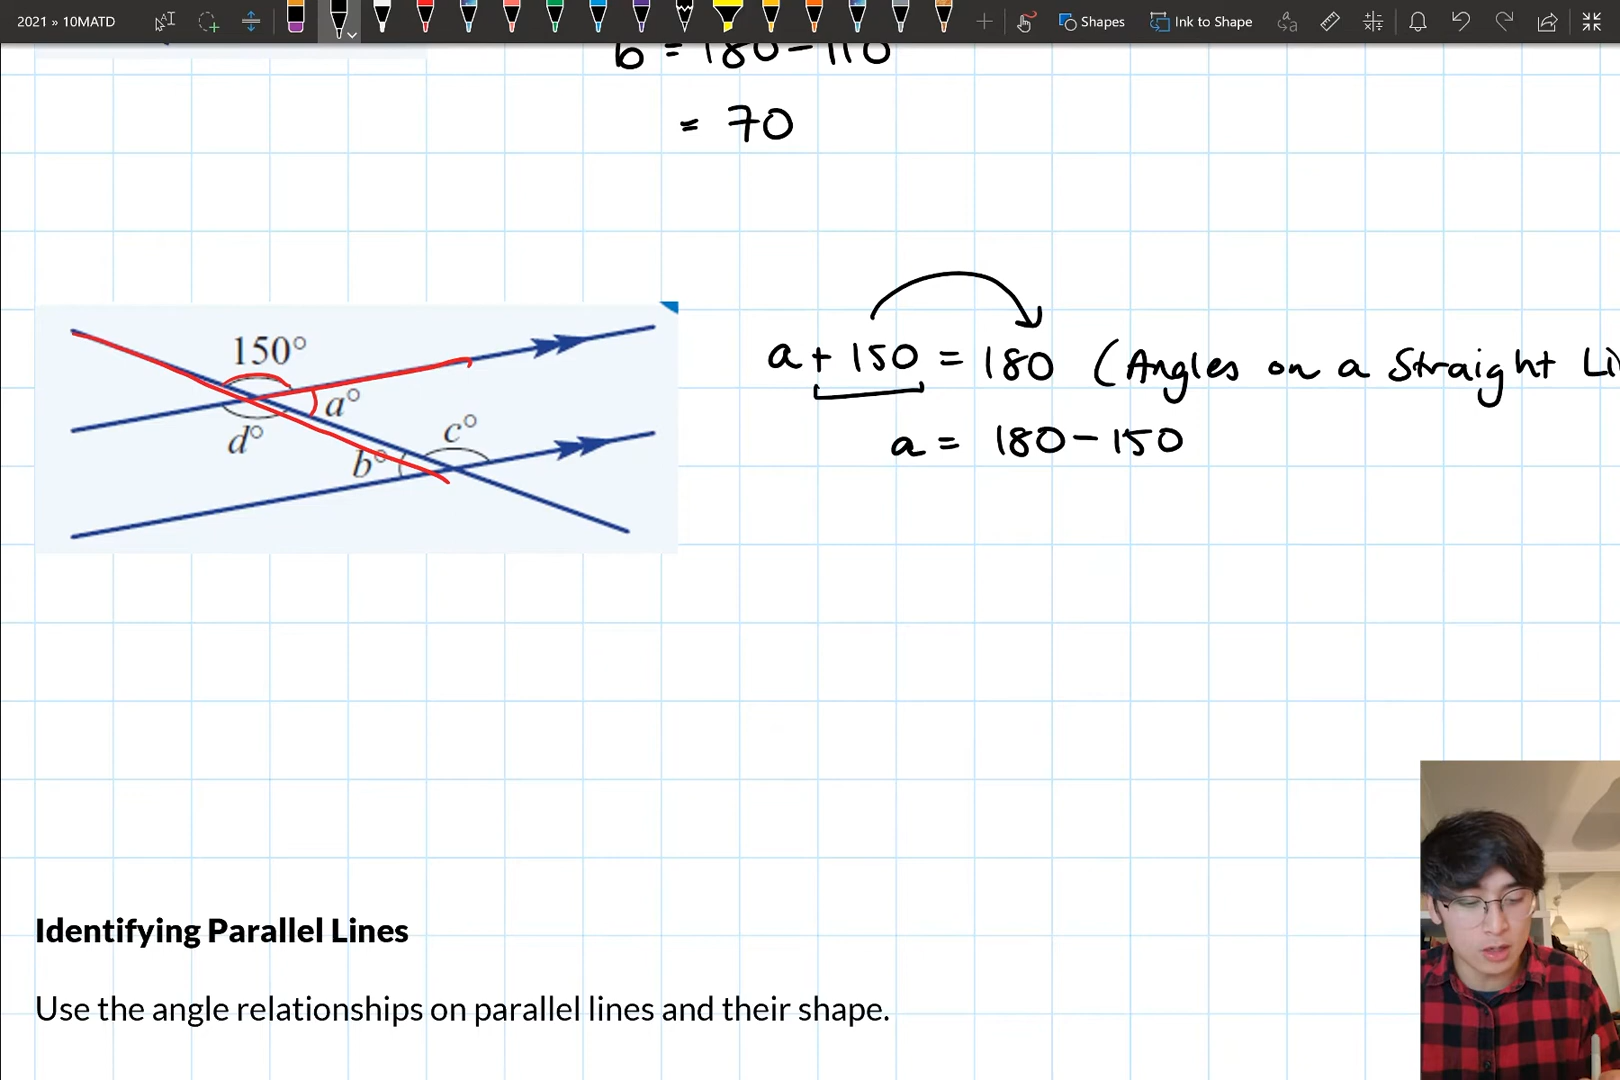 2021 » 10MATD
Shapes
Ink to Shape
b = 180 - 110
= 70
150°
a°
d°
c°
b°
a + 150 = 180 (Angles on a Straight
a = 180 - 150
Identifying Parallel Lines
Use the angle relationships on parallel lines and their shape.